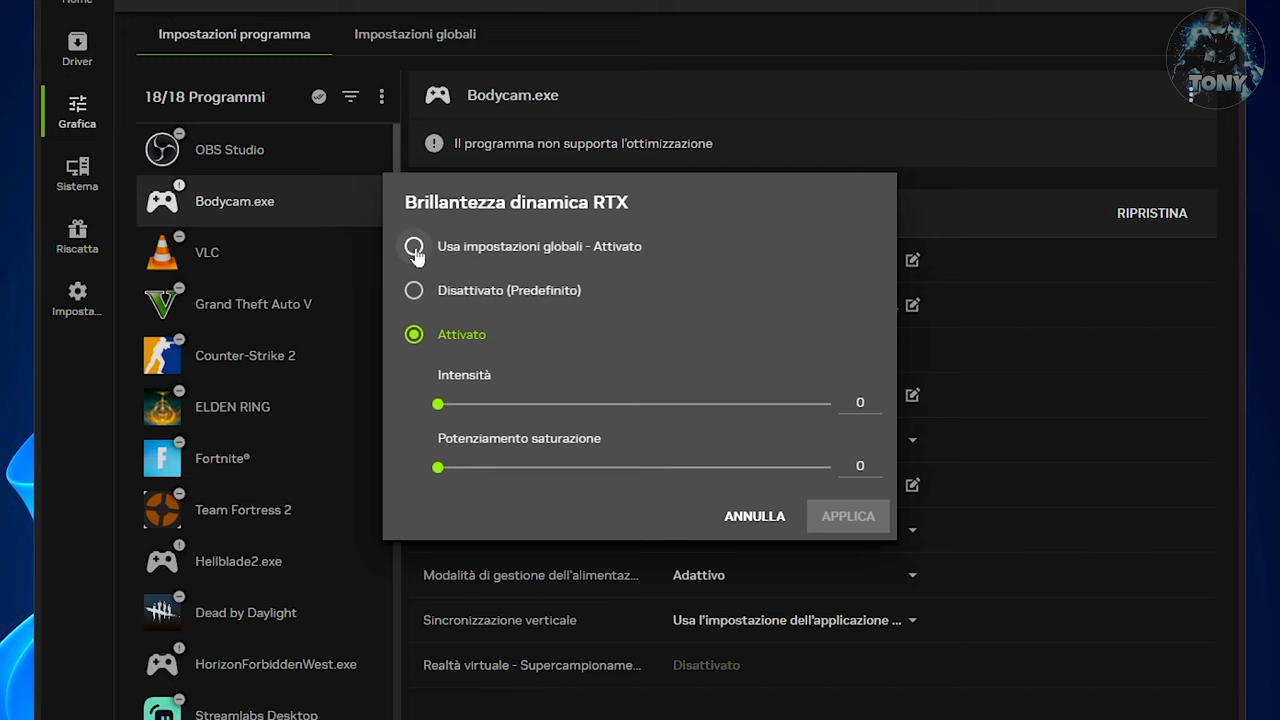 Home
Impostazioni programma
Impostazioni globali
TONY
Driver
Grafica
Sistema
Riscatta
Imposta...
18/18 Programmi
OBS Studio
Bodycam.exe
VLC
Grand Theft Auto V
Counter-Strike 2
ELDEN RING
Fortnite®
Team Fortress 2
Hellblade2.exe
Dead by Daylight
HorizonForbiddenWest.exe
Streamlabs Desktop
Bodycam.exe
Il programma non supporta l'ottimizzazione
RIPRISTINA
Brillantezza dinamica RTX
Usa impostazioni globali - Attivato
Disattivato (Predefinito)
Attivato
Intensità
0
Potenziamento saturazione
0
ANNULLA
APPLICA
Modalità di gestione dell'alimentaz...
Adattivo
Sincronizzazione verticale
Usa l'impostazione dell'applicazione ...
Realtà virtuale - Supercampioname...
Disattivato